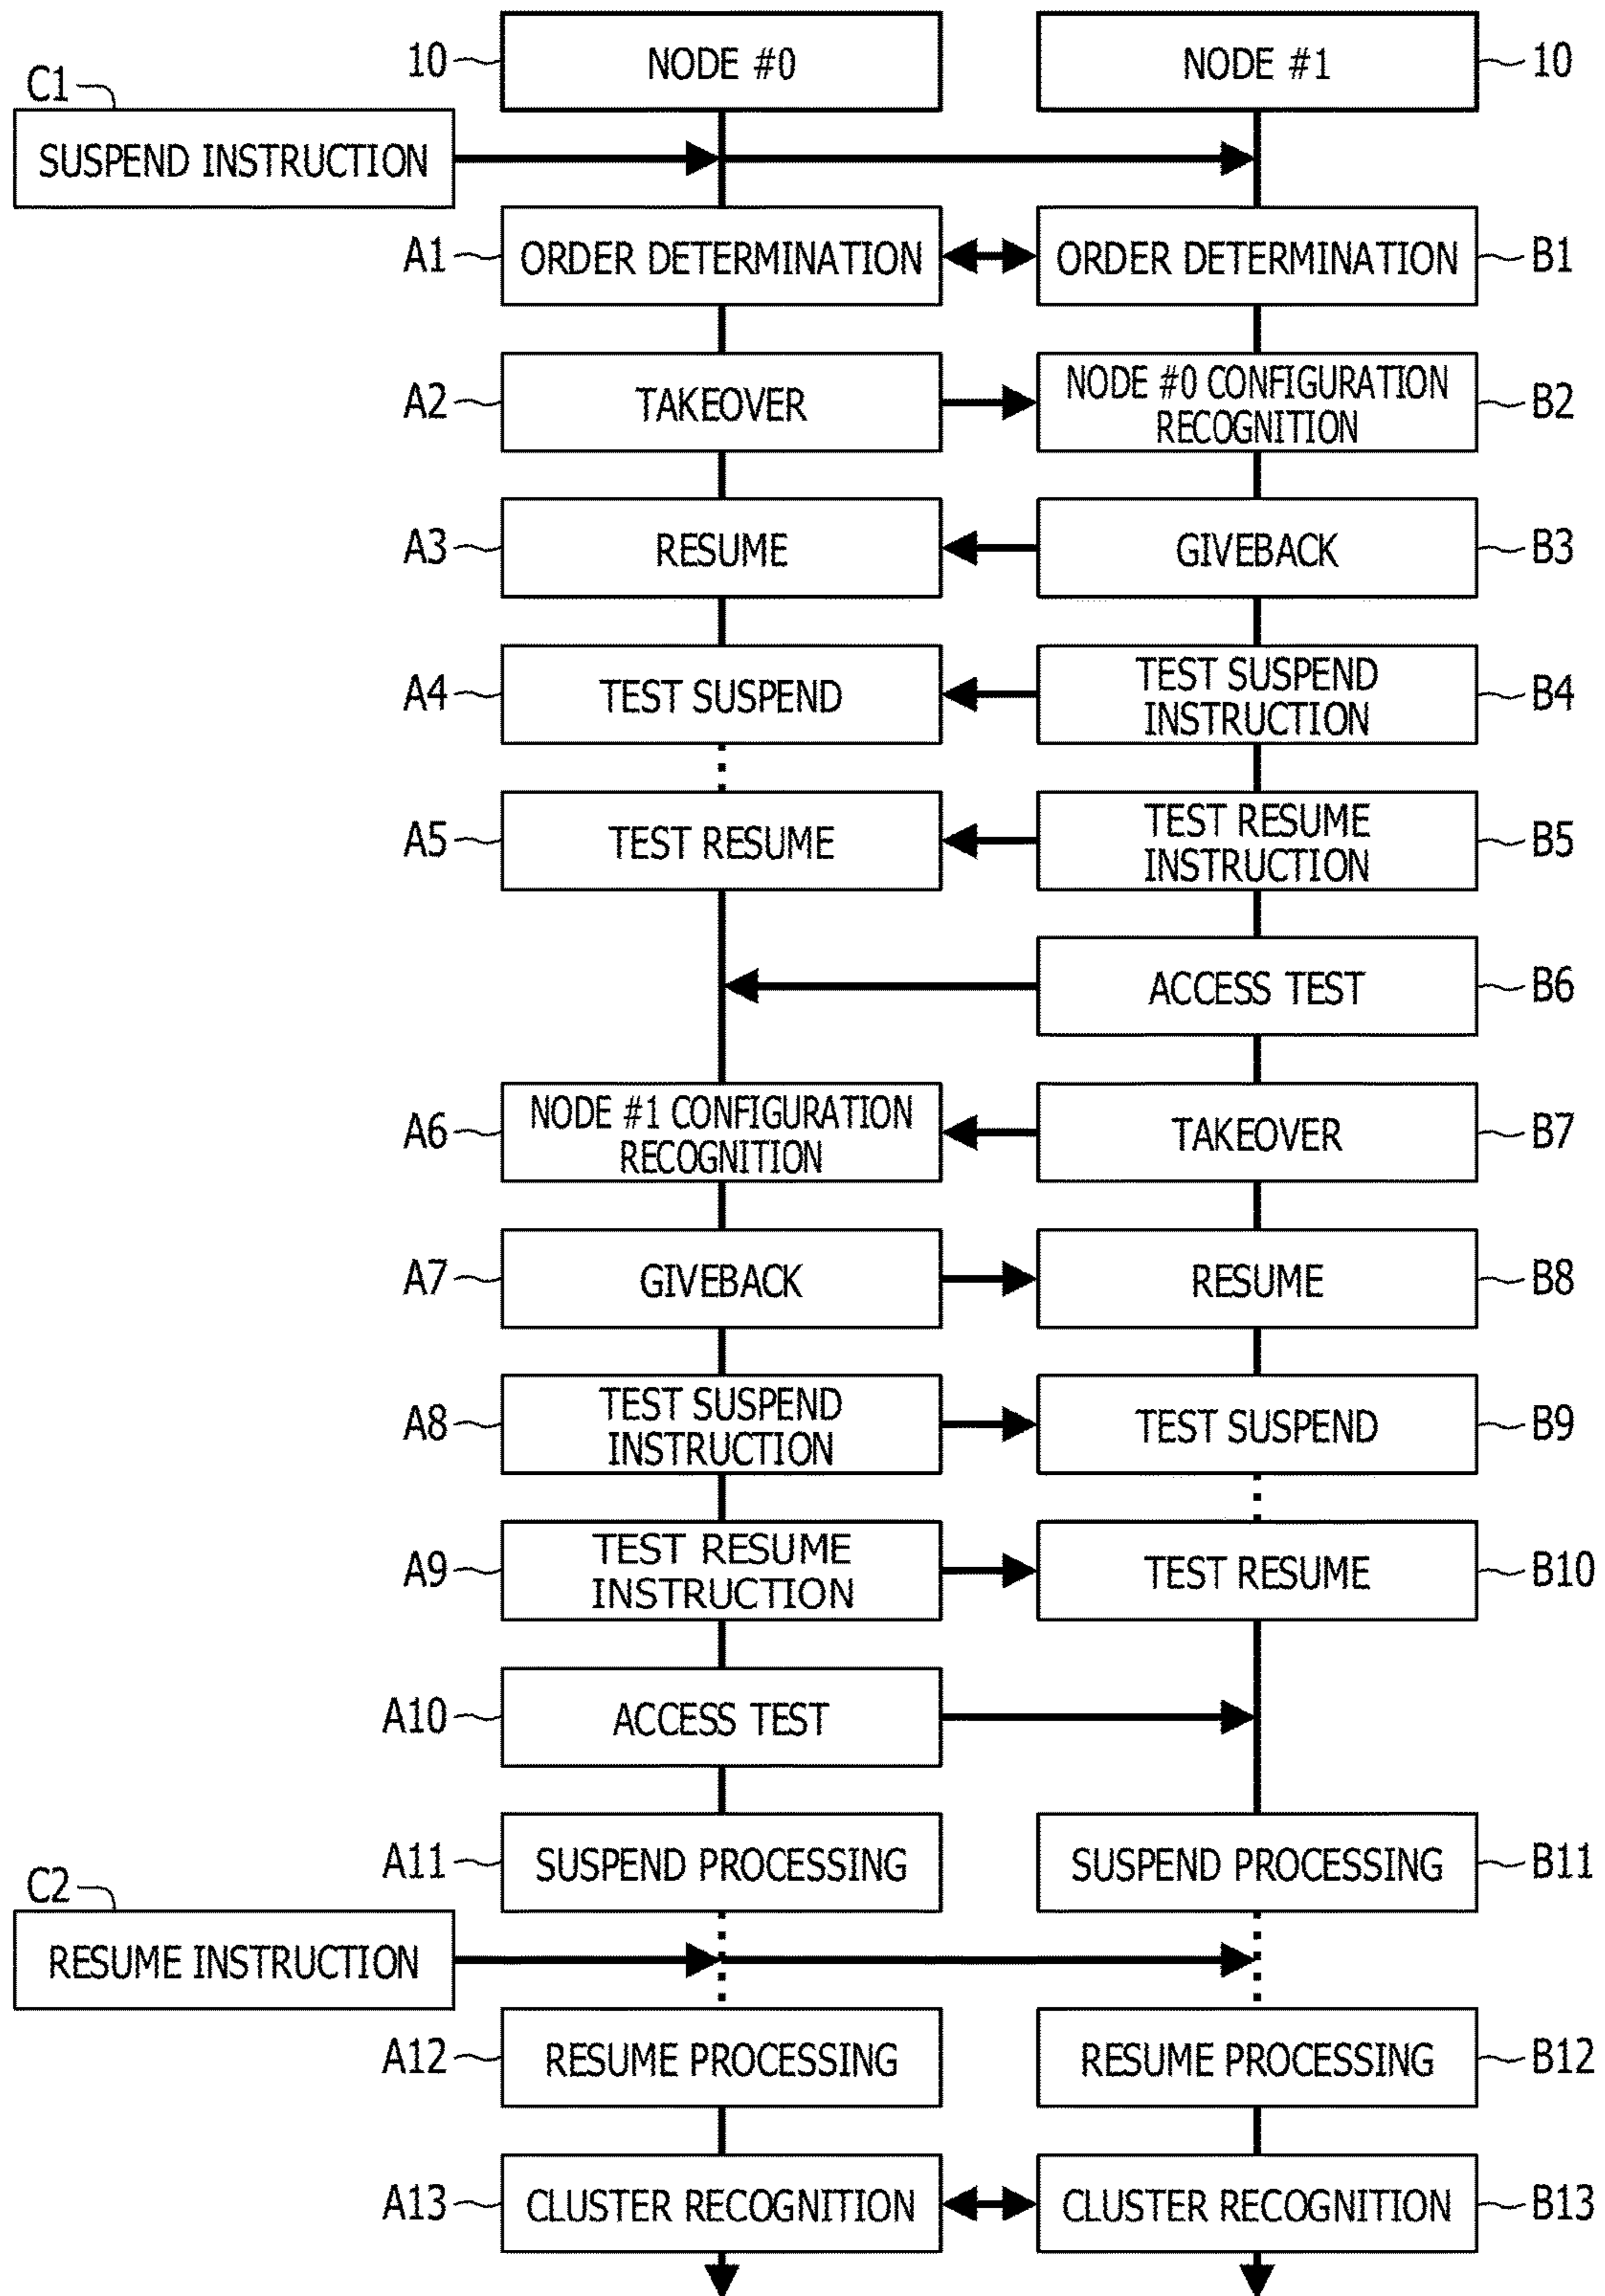 10 NODE #0 NODE #1 10
C1
SUSPEND INSTRUCTION
A1 ORDER DETERMINATION ORDER DETERMINATION B1
A2 TAKEOVER NODE #0 CONFIGURATION B2
RECOGNITION
A3 RESUME GIVEBACK B3
A4 TEST SUSPEND TEST SUSPEND B4
INSTRUCTION
A5 TEST RESUME TEST RESUME B5
INSTRUCTION
ACCESS TEST B6
A6 NODE #1 CONFIGURATION TAKEOVER B7
RECOGNITION
A7 GIVEBACK RESUME B8
A8 TEST SUSPEND TEST SUSPEND B9
INSTRUCTION
A9 TEST RESUME TEST RESUME B10
INSTRUCTION
A10 ACCESS TEST
A11 SUSPEND PROCESSING SUSPEND PROCESSING B11
C2
RESUME INSTRUCTION
A12 RESUME PROCESSING RESUME PROCESSING B12
A13 CLUSTER RECOGNITION CLUSTER RECOGNITION B13